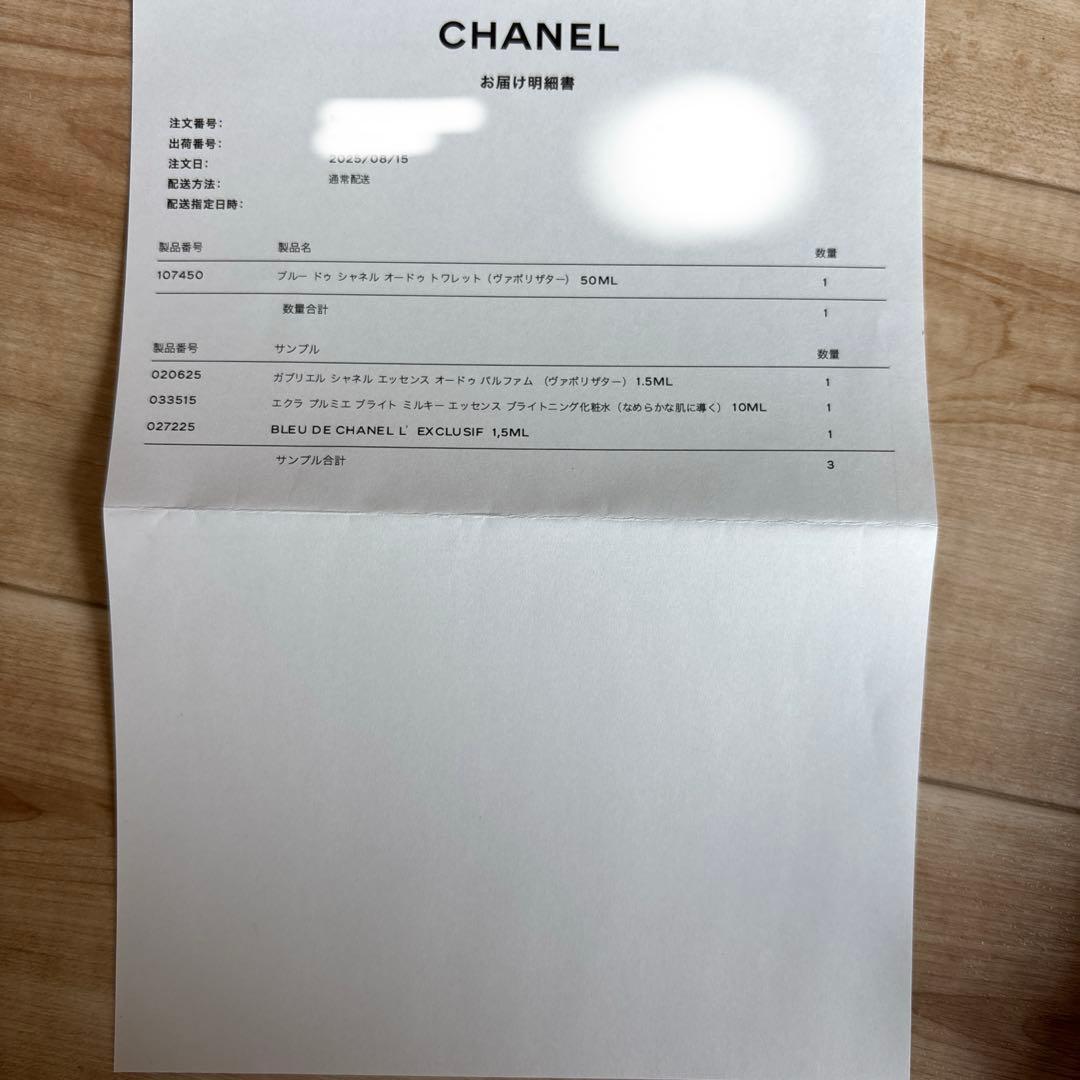 CHANEL
お届け明細書
注文番号:
出荷番号:
注文日: 2025/08/15
配送方法: 通常配送
配送指定日時:
製品番号 製品名 数量
107450 ブルー ドゥ シャネル オードゥ トワレット（ヴァポリザター） 50ML 1
数量合計 1
製品番号 サンプル 数量
020625 ガブリエル シャネル エッセンス オードゥ パルファム （ヴァポリザター） 1.5ML 1
033515 エクラ プルミエ ブライト ミルキー エッセンス ブライトニング化粧水（なめらかな肌に導く） 10ML 1
027225 BLEU DE CHANEL L' EXCLUSIF 1,5ML 1
サンプル合計 3